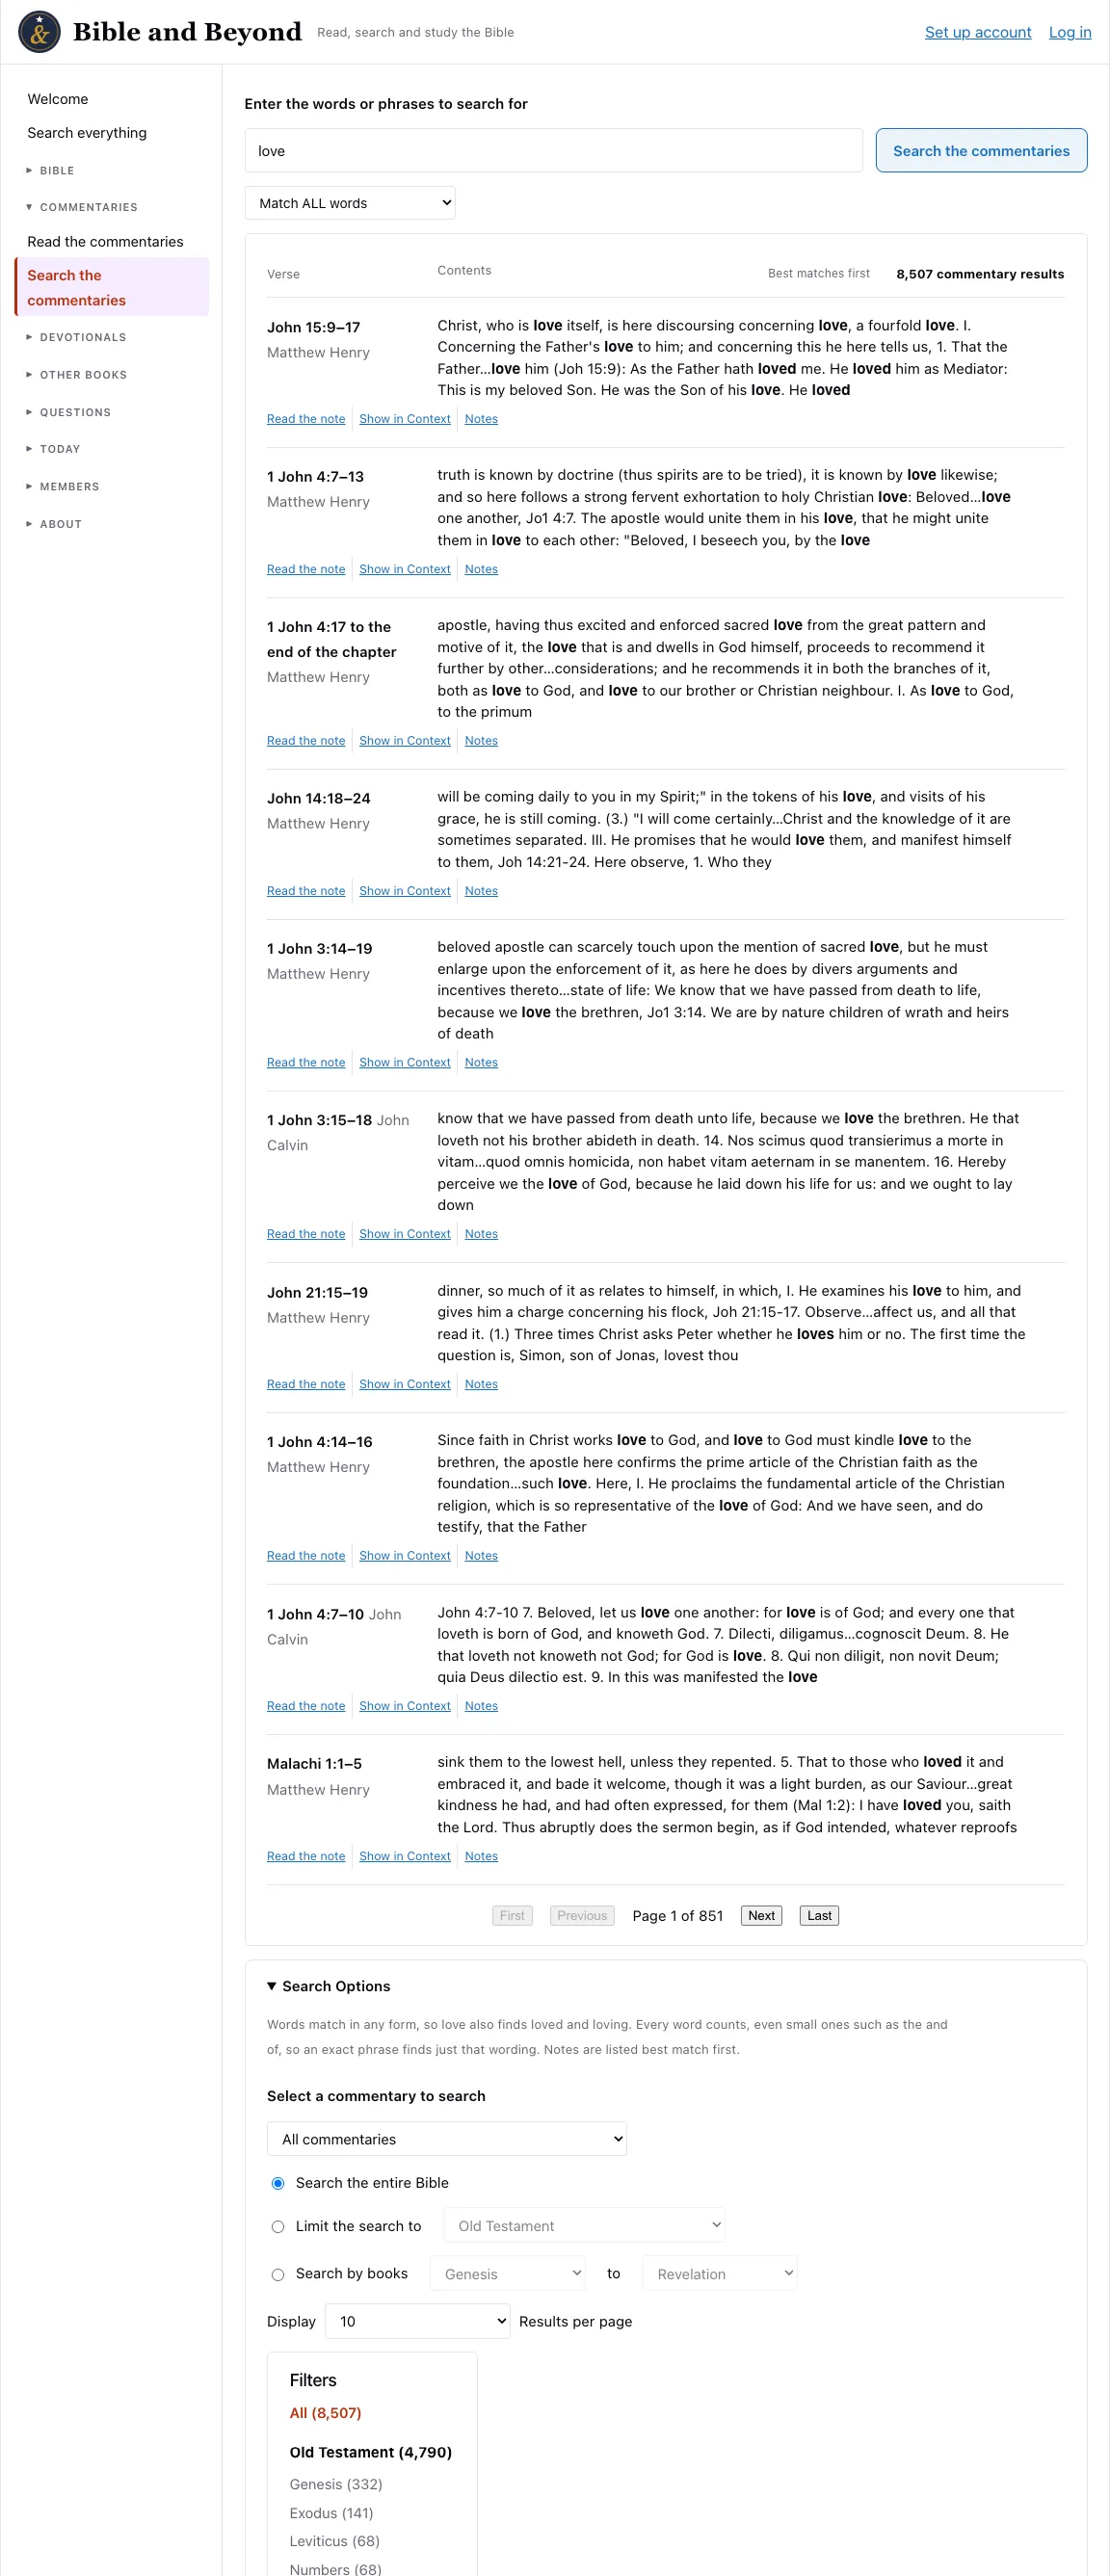 &
Bible and Beyond
Read, search and study the Bible
Set up account
Log in
Welcome
Search everything
BIBLE
COMMENTARIES
Read the commentaries
Search the
commentaries
DEVOTIONALS
OTHER BOOKS
QUESTIONS
TODAY
MEMBERS
ABOUT
Enter the words or phrases to search for
love
Search the commentaries
Match ALL words
Verse
Contents
Best matches first
8,507 commentary results
John 15:9–17
Matthew Henry
Christ, who is love itself, is here discoursing concerning love, a fourfold love. I.
Concerning the Father's love to him; and concerning this he here tells us, 1. That the
Father...love him (Joh 15:9): As the Father hath loved me. He loved him as Mediator:
This is my beloved Son. He was the Son of his love. He loved
Read the note
Show in Context
Notes
1 John 4:7–13
Matthew Henry
truth is known by doctrine (thus spirits are to be tried), it is known by love likewise;
and so here follows a strong fervent exhortation to holy Christian love: Beloved...love
one another, Jo1 4:7. The apostle would unite them in his love, that he might unite
them in love to each other: "Beloved, I beseech you, by the love
Read the note
Show in Context
Notes
1 John 4:17 to the
end of the chapter
Matthew Henry
apostle, having thus excited and enforced sacred love from the great pattern and
motive of it, the love that is and dwells in God himself, proceeds to recommend it
further by other...considerations; and he recommends it in both the branches of it,
both as love to God, and love to our brother or Christian neighbour. I. As love to God,
to the primum
Read the note
Show in Context
Notes
John 14:18–24
Matthew Henry
will be coming daily to you in my Spirit;" in the tokens of his love, and visits of his
grace, he is still coming. (3.) "I will come certainly...Christ and the knowledge of it are
sometimes separated. III. He promises that he would love them, and manifest himself
to them, Joh 14:21-24. Here observe, 1. Who they
Read the note
Show in Context
Notes
1 John 3:14–19
Matthew Henry
beloved apostle can scarcely touch upon the mention of sacred love, but he must
enlarge upon the enforcement of it, as here he does by divers arguments and
incentives thereto...state of life: We know that we have passed from death to life,
because we love the brethren, Jo1 3:14. We are by nature children of wrath and heirs
of death
Read the note
Show in Context
Notes
1 John 3:15–18 John
Calvin
know that we have passed from death unto life, because we love the brethren. He that
loveth not his brother abideth in death. 14. Nos scimus quod transierimus a morte in
vitam...quod omnis homicida, non habet vitam aeternam in se manentem. 16. Hereby
perceive we the love of God, because he laid down his life for us: and we ought to lay
down
Read the note
Show in Context
Notes
John 21:15–19
Matthew Henry
dinner, so much of it as relates to himself, in which, I. He examines his love to him, and
gives him a charge concerning his flock, Joh 21:15-17. Observe...affect us, and all that
read it. (1.) Three times Christ asks Peter whether he loves him or no. The first time the
question is, Simon, son of Jonas, lovest thou
Read the note
Show in Context
Notes
1 John 4:14–16
Matthew Henry
Since faith in Christ works love to God, and love to God must kindle love to the
brethren, the apostle here confirms the prime article of the Christian faith as the
foundation...such love. Here, I. He proclaims the fundamental article of the Christian
religion, which is so representative of the love of God: And we have seen, and do
testify, that the Father
Read the note
Show in Context
Notes
1 John 4:7–10 John
Calvin
John 4:7-10 7. Beloved, let us love one another: for love is of God; and every one that
loveth is born of God, and knoweth God. 7. Dilecti, diligamus...cognoscit Deum. 8. He
that loveth not knoweth not God; for God is love. 8. Qui non diligit, non novit Deum;
quia Deus dilectio est. 9. In this was manifested the love
Read the note
Show in Context
Notes
Malachi 1:1–5
Matthew Henry
sink them to the lowest hell, unless they repented. 5. That to those who loved it and
embraced it, and bade it welcome, though it was a light burden, as our Saviour...great
kindness he had, and had often expressed, for them (Mal 1:2): I have loved you, saith
the Lord. Thus abruptly does the sermon begin, as if God intended, whatever reproofs
Read the note
Show in Context
Notes
First
Previous
Page 1 of 851
Next
Last
Search Options
Words match in any form, so love also finds loved and loving. Every word counts, even small ones such as the and
of, so an exact phrase finds just that wording. Notes are listed best match first.
Select a commentary to search
All commentaries
Search the entire Bible
Limit the search to
Old Testament
Search by books
Genesis
to
Revelation
Display
10
Results per page
Filters
All (8,507)
Old Testament (4,790)
Genesis (332)
Exodus (141)
Leviticus (68)
Numbers (68)